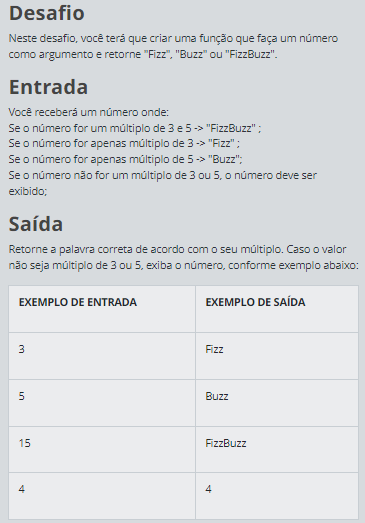 Desafio
Neste desafio, você terá que criar uma função que faça um número
como argumento e retorne "Fizz", "Buzz" ou "FizzBuzz".
Entrada
Você receberá um número onde:
Se o número for um múltiplo de 3 e 5 -> "FizzBuzz" ;
Se o número for apenas múltiplo de 3 -> "Fizz" ;
Se o número for apenas múltiplo de 5 -> "Buzz";
Se o número não for um múltiplo de 3 ou 5, o número deve ser
exibido;
Saída
Retorne a palavra correta de acordo com o seu múltiplo. Caso o valor
não seja múltiplo de 3 ou 5, exiba o número, conforme exemplo abaixo:
EXEMPLO DE ENTRADA EXEMPLO DE SAÍDA
3 Fizz
5 Buzz
15 FizzBuzz
4 4